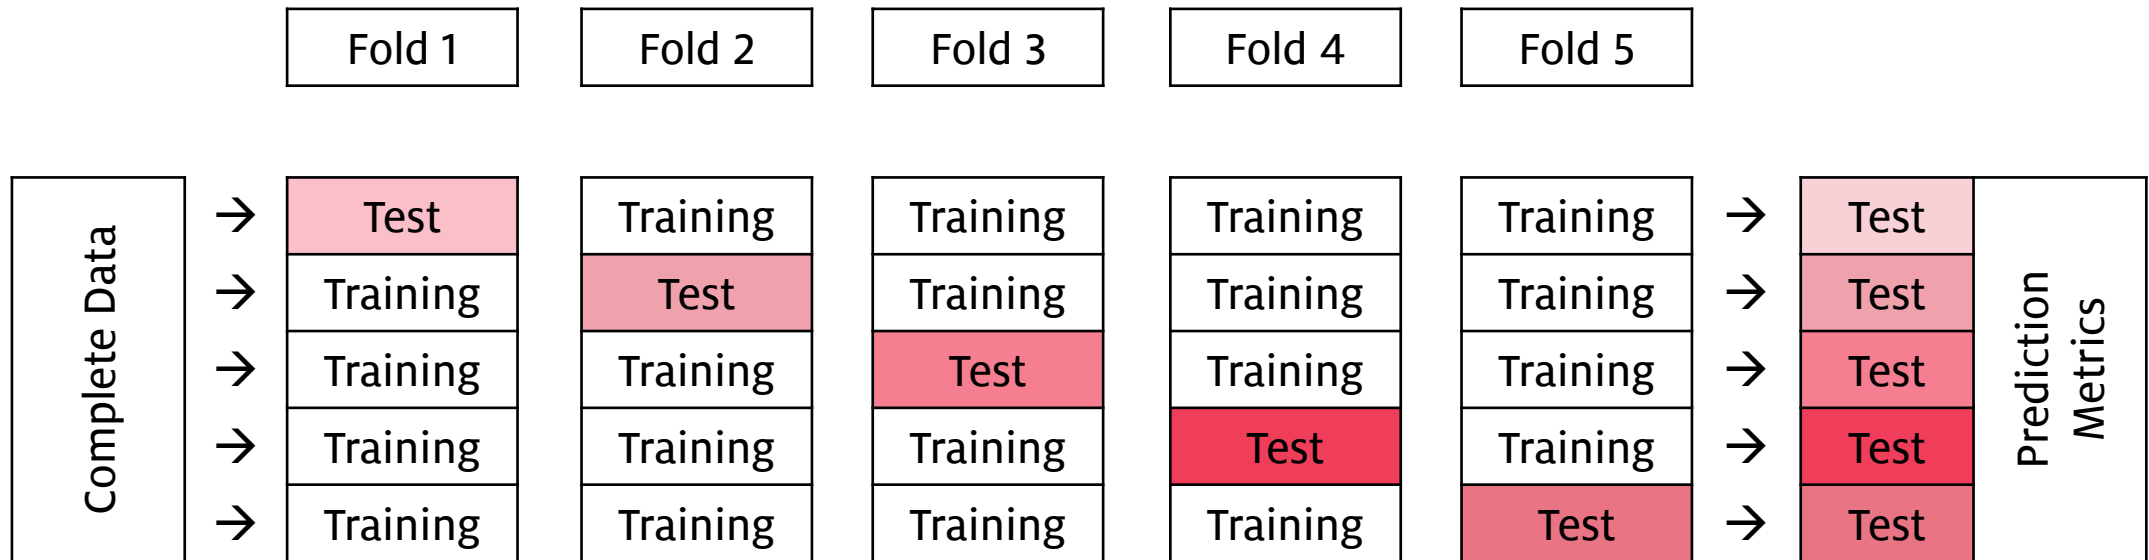 Fold 1 Fold 2 Fold 3 Fold 4 Fold 5
Complete Data
→ Test Training Training Training Training → Test
→ Training Test Training Training Training → Test
→ Training Training Test Training Training → Test
→ Training Training Training Test Training → Test
→ Training Training Training Training Test → Test
Prediction
Metrics